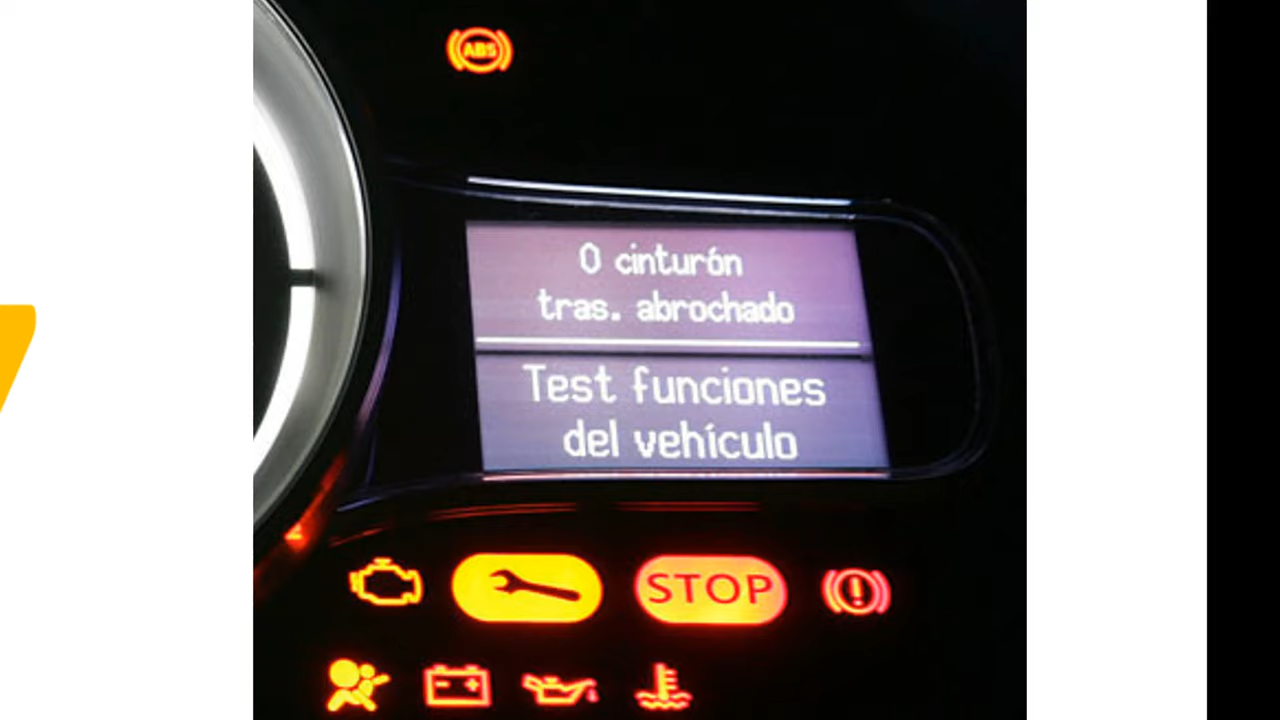 ABS
0 cinturón
tras. abrochado
Test funciones
del vehículo
STOP